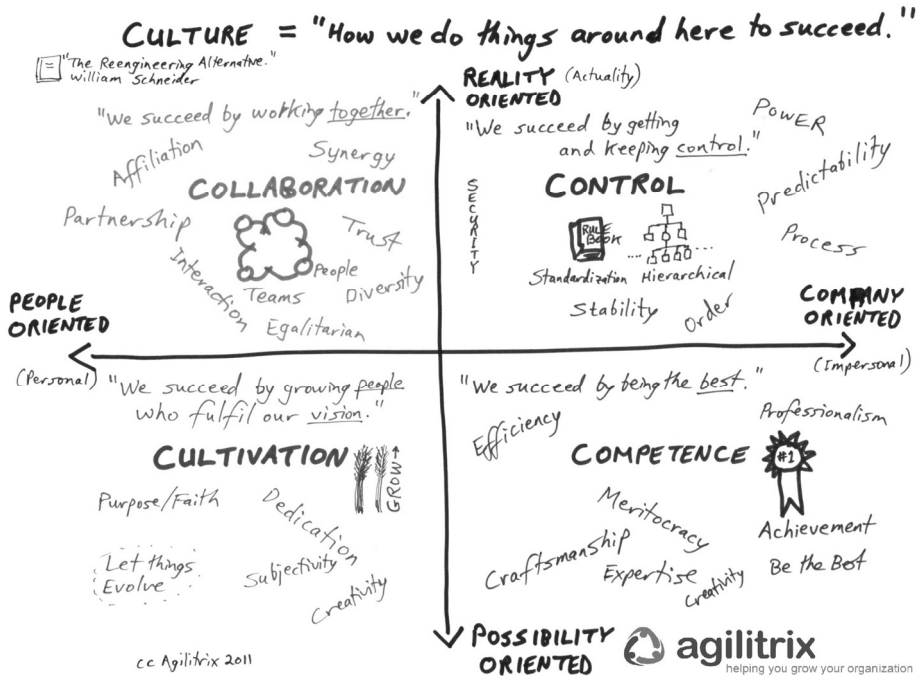 CULTURE = "How we do things around here to succeed."
"The Reengineering Alternative."
William Schneider
REALITY (Actuality)
ORIENTED
"We succeed by working together."
Affiliation
Synergy
COLLABORATION
Partnership
Trust
People
Interaction
Teams
Diversity
Egalitarian
"We succeed by getting
and keeping control."
POWER
SECURITY
CONTROL
Predictability
RULE
BOOK
Process
Standardization
Hierarchical
Stability
Order
PEOPLE
ORIENTED
(Personal)
COMPANY
ORIENTED
(Impersonal)
"We succeed by growing people
who fulfil our vision."
CULTIVATION
GROW
Purpose/Faith
Dedication
Let things
Evolve
Subjectivity
Creativity
"We succeed by being the best."
Efficiency
Professionalism
COMPETENCE
#1
Meritocracy
Achievement
Craftsmanship
Expertise
Be the Best
Creativity
POSSIBILITY
ORIENTED
cc Agilitrix 2011
agilitrix
helping you grow your organization